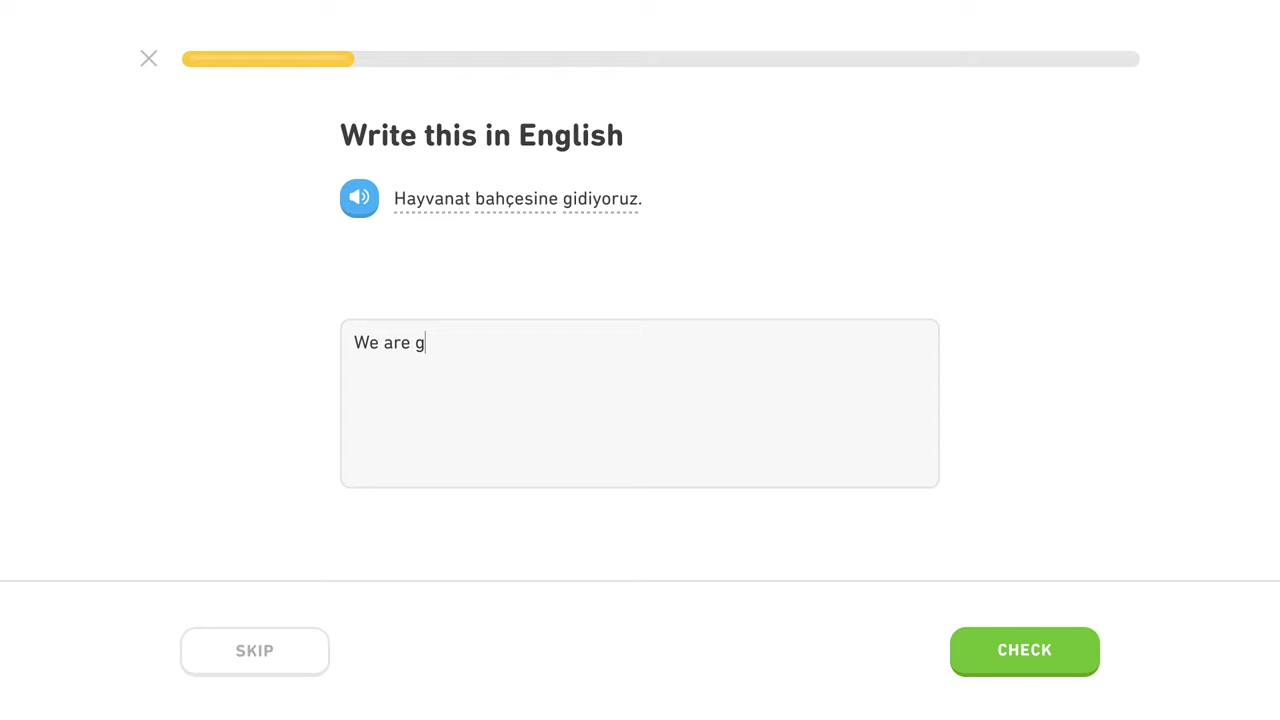 Write this in English
Hayvanat bahçesine gidiyoruz.
We are g
SKIP
CHECK